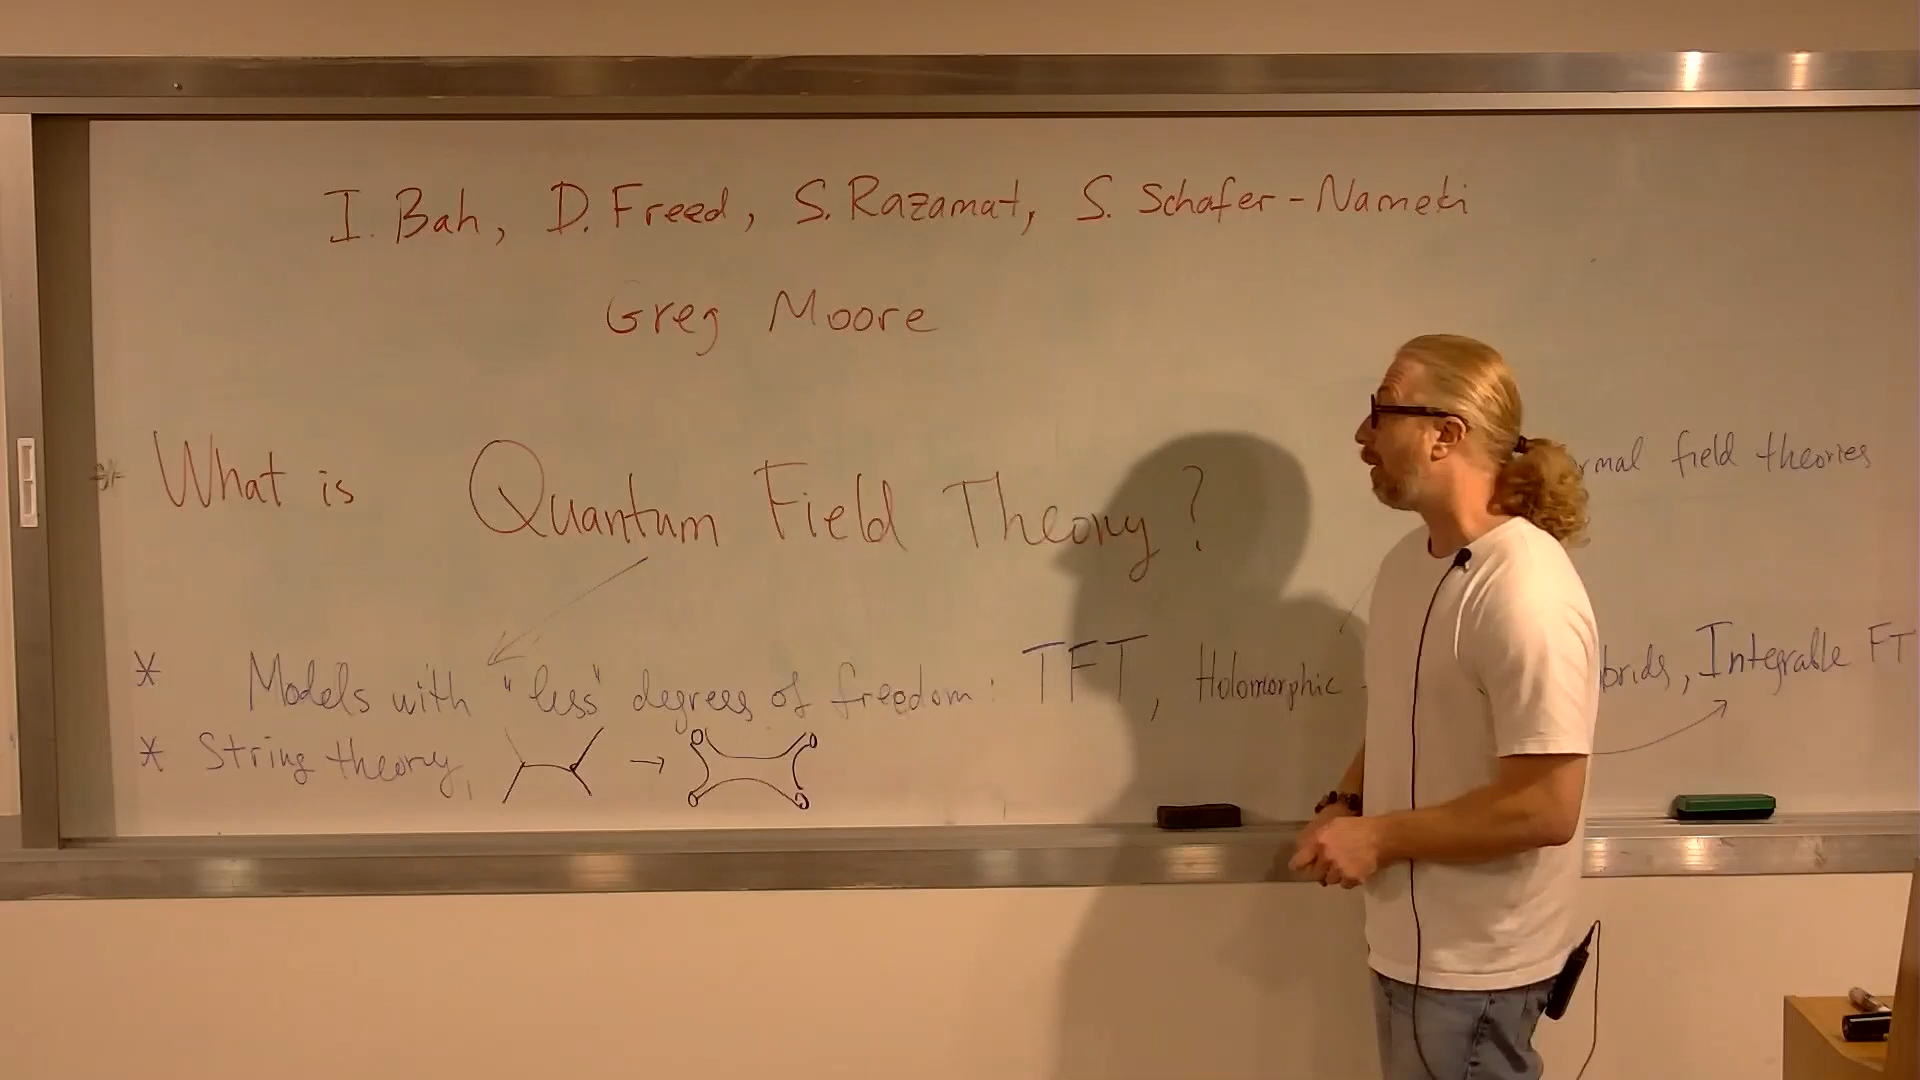 I. Bah, D. Freed, S. Razamat, S. Schafer-Nameki
Greg Moore
rmal field theories
* What is Quantum Field Theory?
* Models with "less" degrees of freedom: TFT, Holomorphic brids, Integrable FT
* String theory,